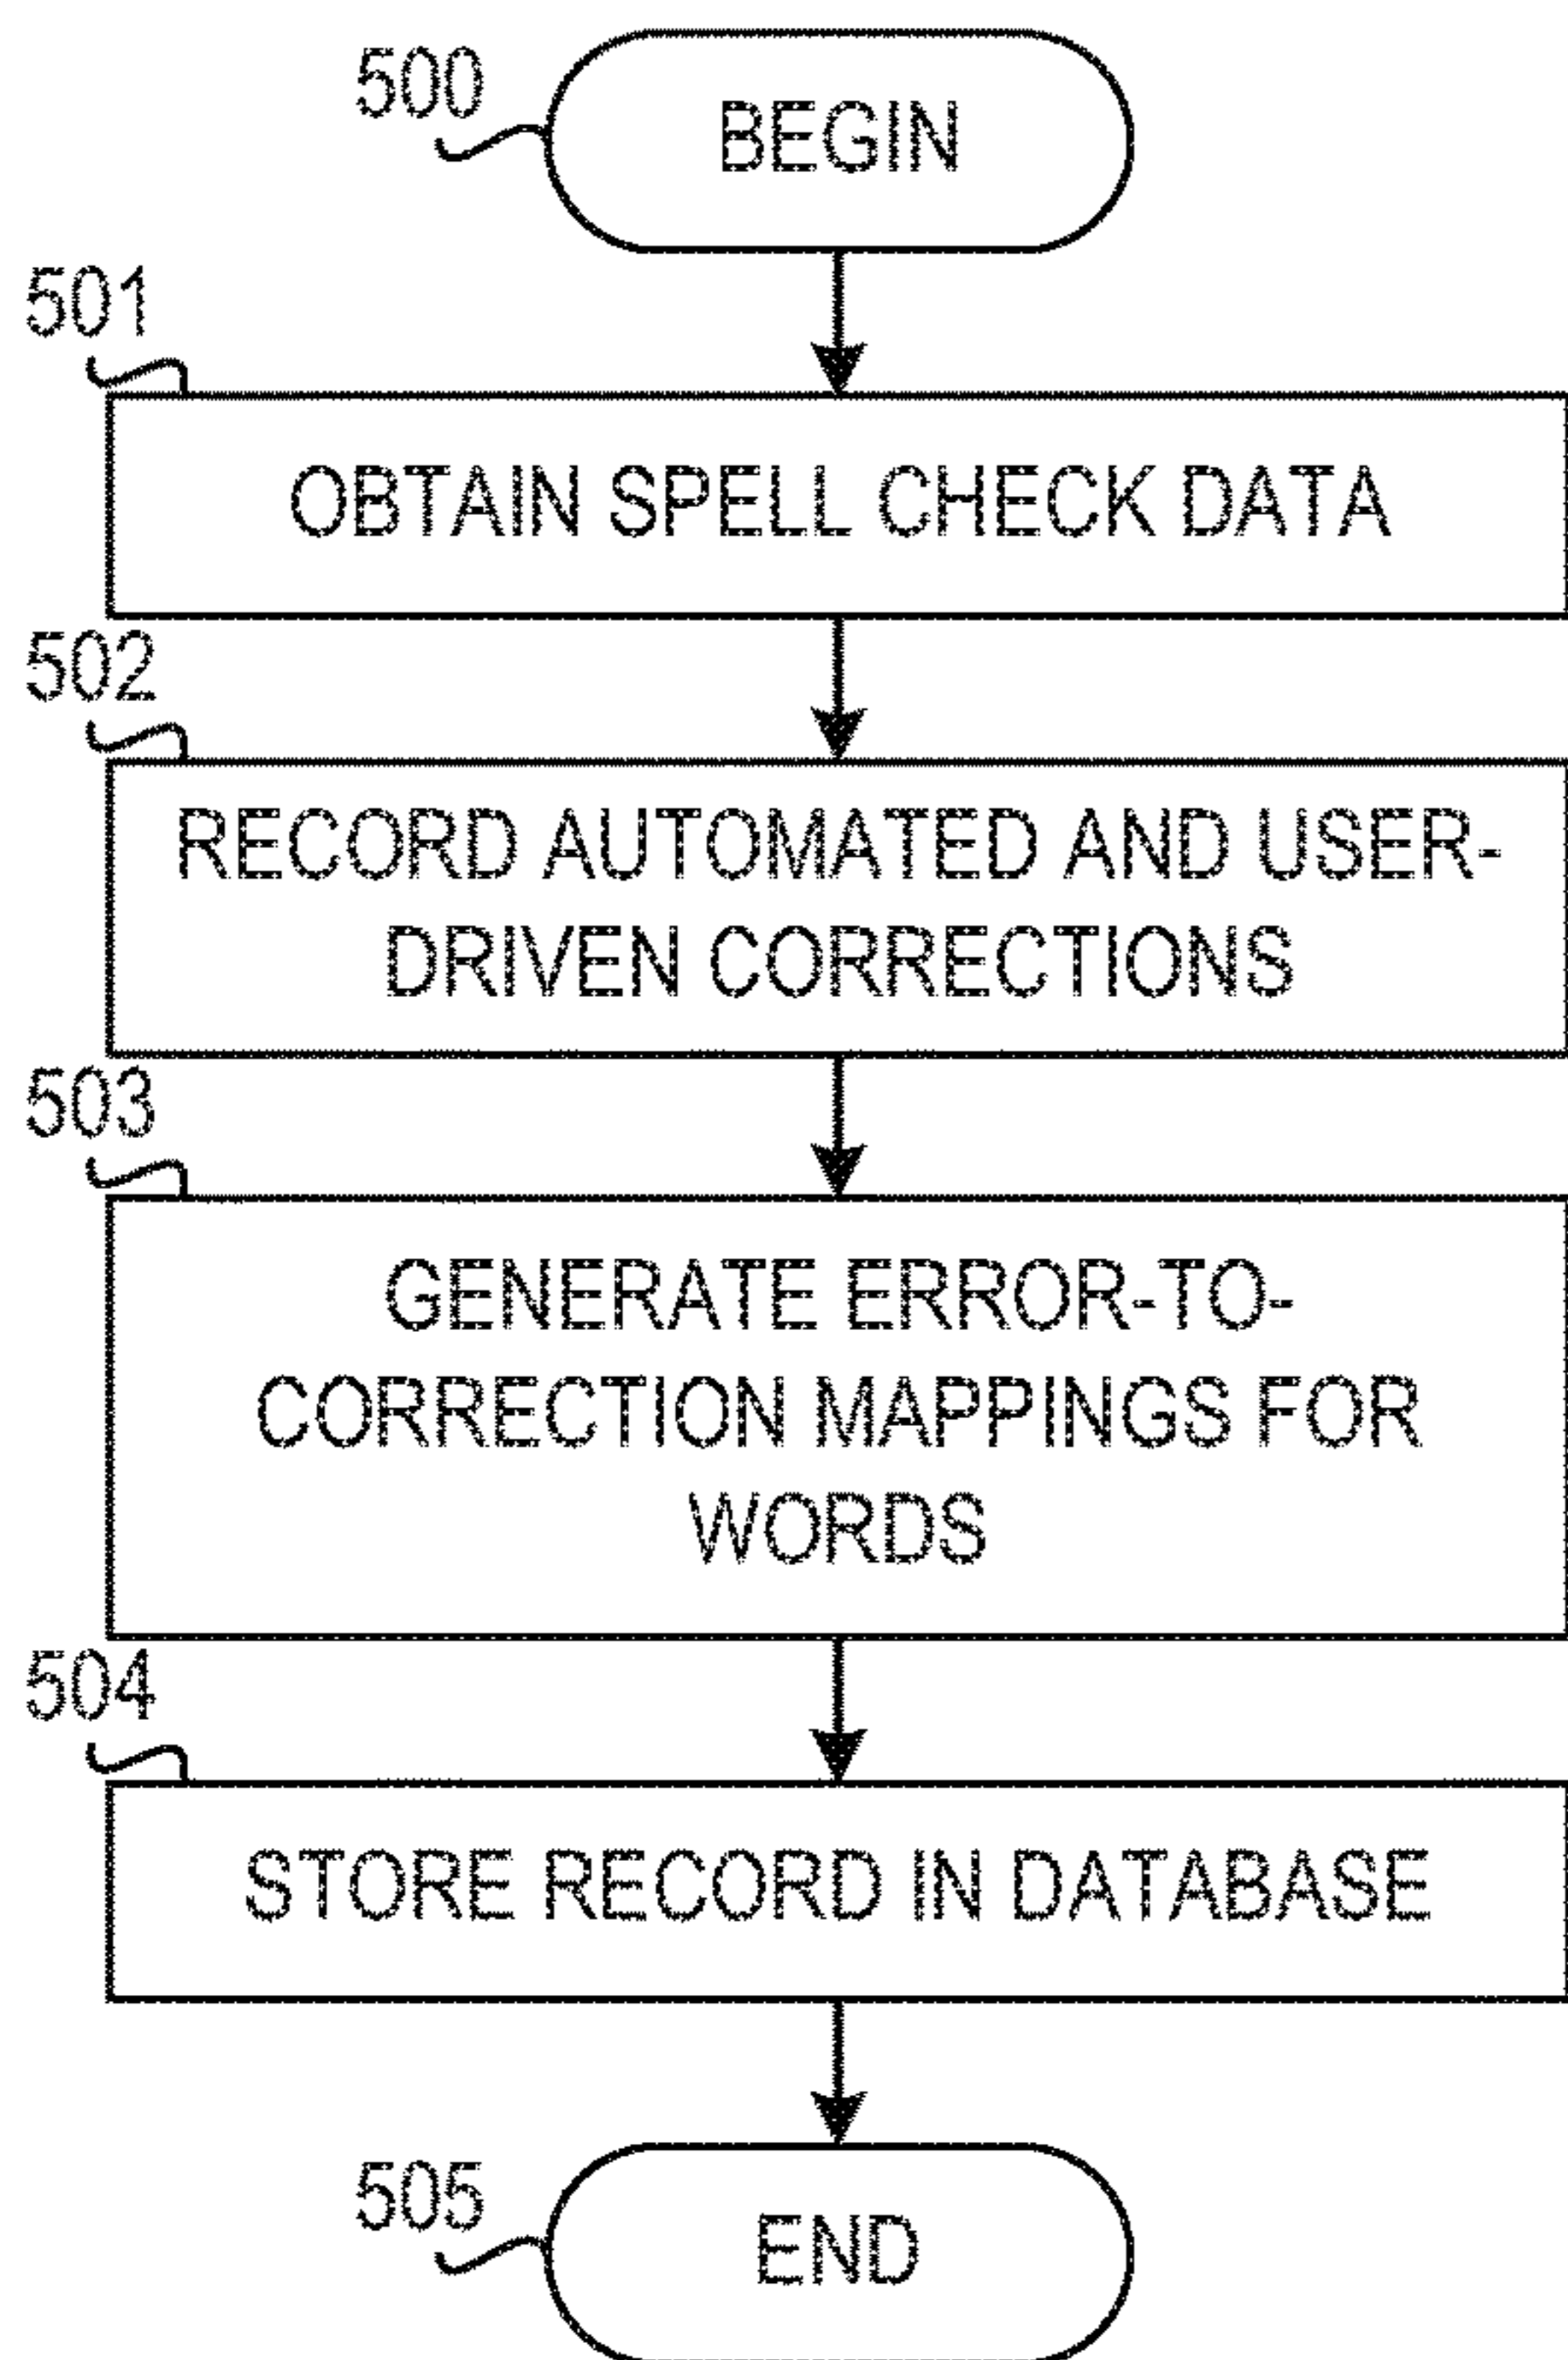 500
BEGIN
501
OBTAIN SPELL CHECK DATA
502
RECORD AUTOMATED AND USER-
DRIVEN CORRECTIONS
503
GENERATE ERROR-TO-
CORRECTION MAPPINGS FOR
WORDS
504
STORE RECORD IN DATABASE
505
END